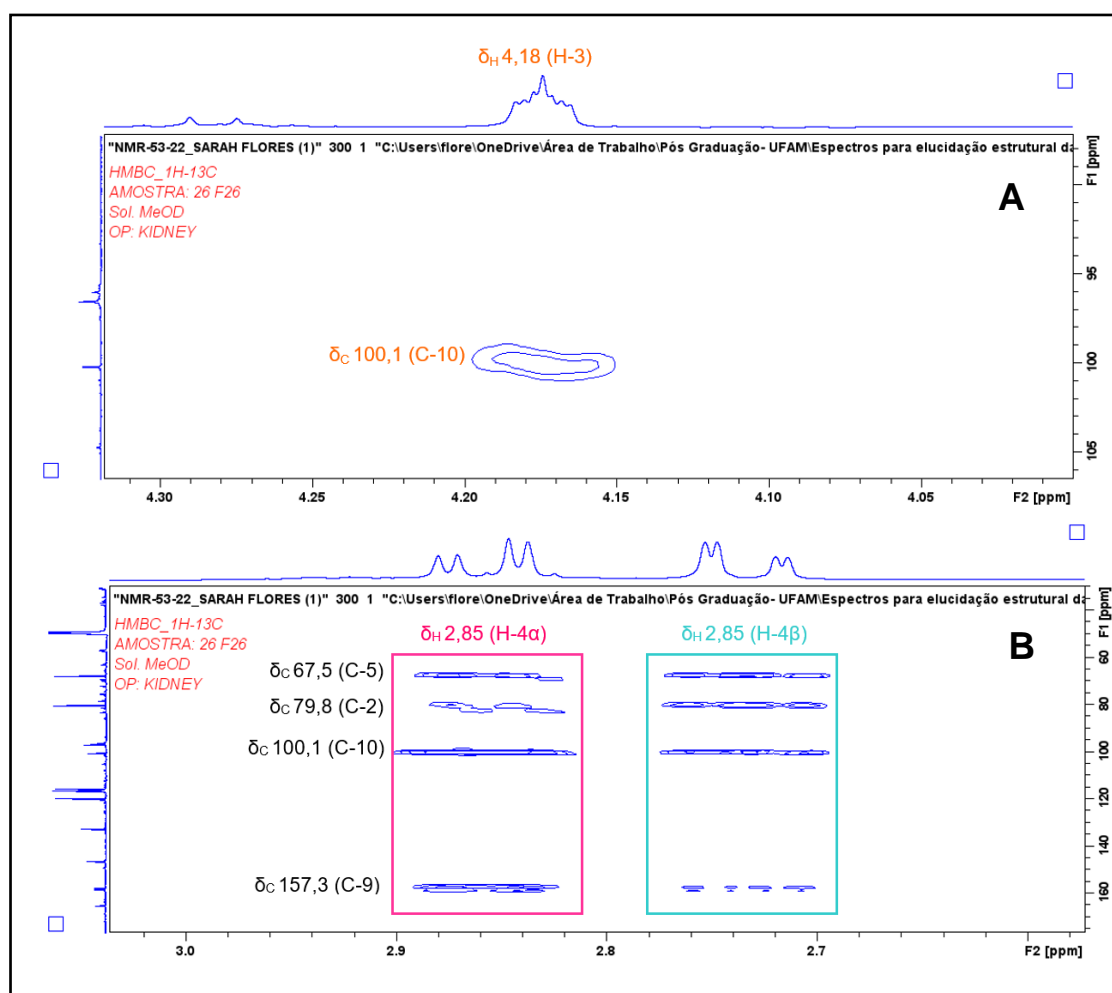 δH 4,18 (H-3)
"NMR-53-22_SARAH FLORES (1)" 300 1 "C:\Users\flore\OneDrive\Área de Trabalho\Pós Graduação- UFAM\Espectros para elucidação estrutural da
F1 [ppm]
HMBC_1H-13C
AMOSTRA: 26 F26
Sol. MeOD
OP: KIDNEY
A
95
δC 100,1 (C-10)
100
105
4.30 4.25 4.20 4.15 4.10 4.05 F2 [ppm]
"NMR-53-22_SARAH FLORES (1)" 300 1 "C:\Users\flore\OneDrive\Área de Trabalho\Pós Graduação- UFAM\Espectros para elucidação estrutural da
F1 [ppm]
HMBC_1H-13C
AMOSTRA: 26 F26
Sol. MeOD
OP: KIDNEY
δH 2,85 (H-4α) δH 2,85 (H-4β)
B
δC 67,5 (C-5)
60
δC 79,8 (C-2)
80
δC 100,1 (C-10)
100
120
140
δC 157,3 (C-9)
160
3.0 2.9 2.8 2.7 F2 [ppm]